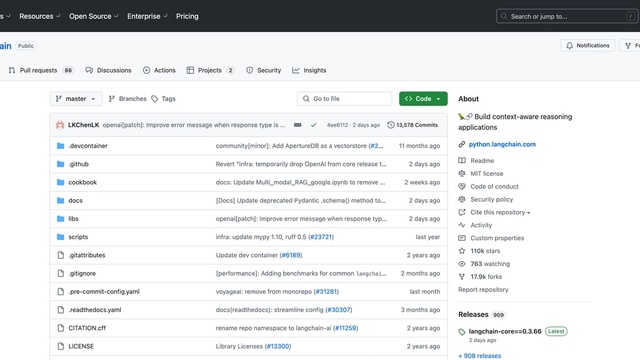 s Resources Open Source Enterprise Pricing Search or jump to... /
ain Public Notifications Fo
Pull requests 66 Discussions Actions Projects 2 Security Insights
master Branches Tags Go to file Code
LKChenLK openai[patch]: Improve error message when response type is ... 4ee6112 · 2 days ago 13,578 Commits
.devcontainer community[minor]: Add ApertureDB as a vectorstore (#2... 11 months ago
.github Revert "infra: temporarily drop OpenAI from core release t... 2 days ago
cookbook docs: Update Multi_modal_RAG_google.ipynb to remove ... 2 weeks ago
docs [Docs] Update deprecated Pydantic .schema() method to... 2 days ago
libs openai[patch]: Improve error message when response type... 2 days ago
scripts infra: update mypy 1.10, ruff 0.5 (#23721) last year
.gitattributes Update dev container (#6189) 2 years ago
.gitignore [performance]: Adding benchmarks for common langchain... 2 months ago
.pre-commit-config.yaml voyageai: remove from monorepo (#31281) last month
.readthedocs.yaml docs(readthedocs): streamline config (#30307) 3 months ago
CITATION.cff rename repo namespace to langchain-ai (#11259) 2 years ago
LICENSE Library Licenses (#13300) 2 years ago
About
Build context-aware reasoning
applications
python.langchain.com
Readme
MIT license
Code of conduct
Security policy
Cite this repository
Activity
Custom properties
110k stars
763 watching
17.9k forks
Report repository
Releases 909
langchain-core==0.3.66 Latest
2 days ago
+ 908 releases